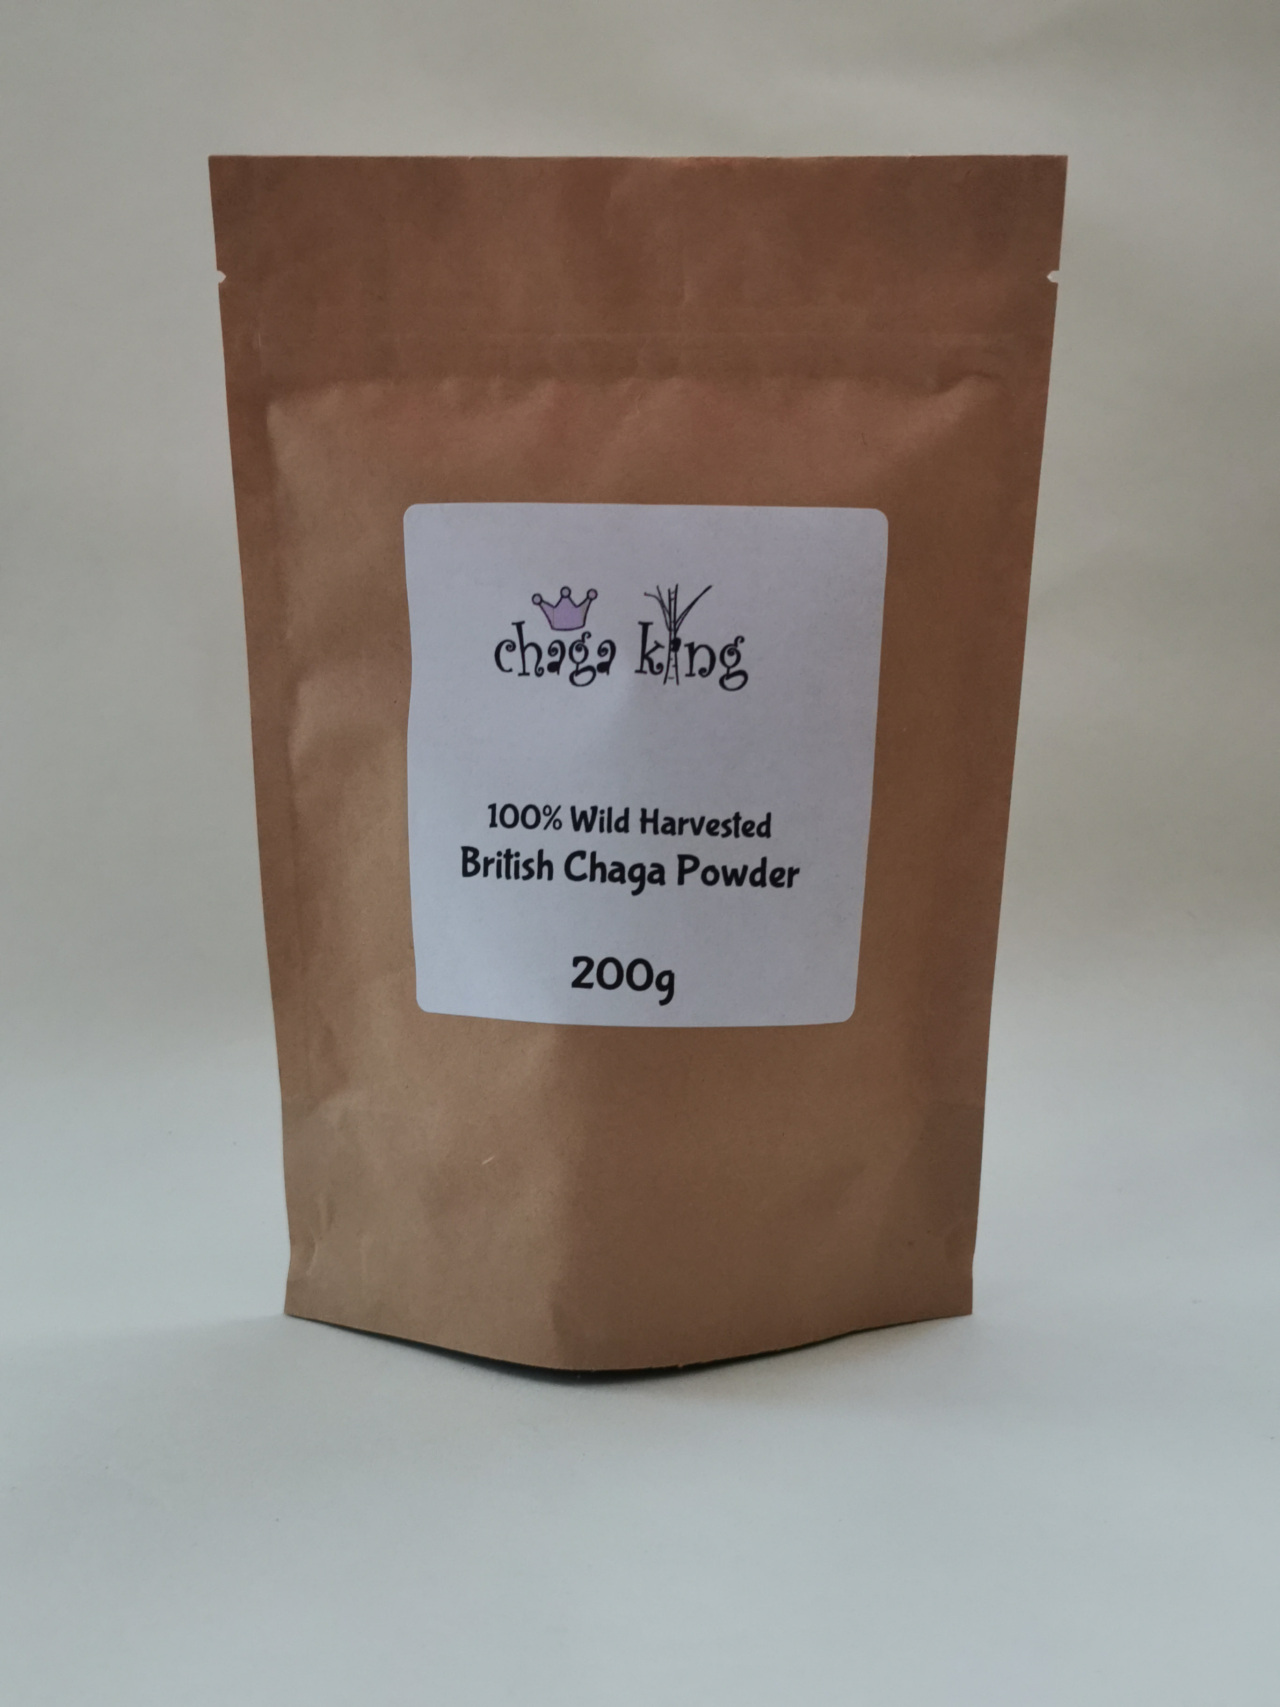 chaga king
100% Wild Harvested
British Chaga Powder
200g